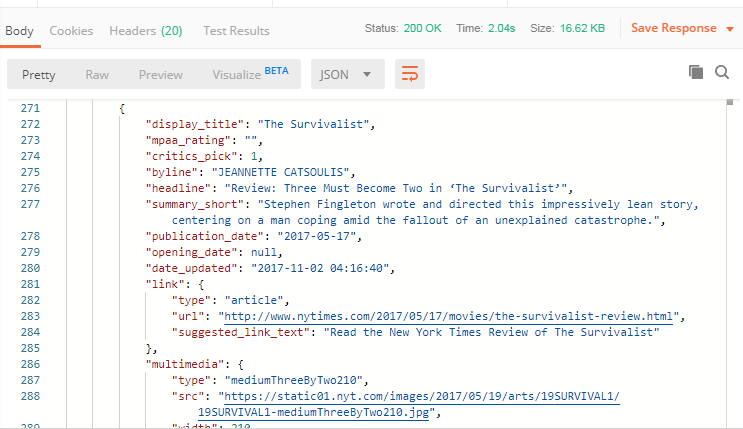 Body Cookies Headers (20) Test Results Status: 200 OK Time: 2.04s Size: 16.62 KB Save Response
Pretty Raw Preview Visualize BETA JSON
271 {
272 "display_title": "The Survivalist",
273 "mpaa_rating": "",
274 "critics_pick": 1,
275 "byline": "JEANNETTE CATSOULIS",
276 "headline": "Review: Three Must Become Two in ‘The Survivalist’",
277 "summary_short": "Stephen Fingleton wrote and directed this impressively lean story,
centering on a man coping amid the fallout of an unexplained catastrophe.",
278 "publication_date": "2017-05-17",
279 "opening_date": null,
280 "date_updated": "2017-11-02 04:16:40",
281 "link": {
282 "type": "article",
283 "url": "http://www.nytimes.com/2017/05/17/movies/the-survivalist-review.html",
284 "suggested_link_text": "Read the New York Times Review of The Survivalist"
285 },
286 "multimedia": {
287 "type": "mediumThreeByTwo210",
288 "src": "https://static01.nyt.com/images/2017/05/19/arts/19SURVIVAL1/
19SURVIVAL1-mediumThreeByTwo210.jpg",
289 "width": 210